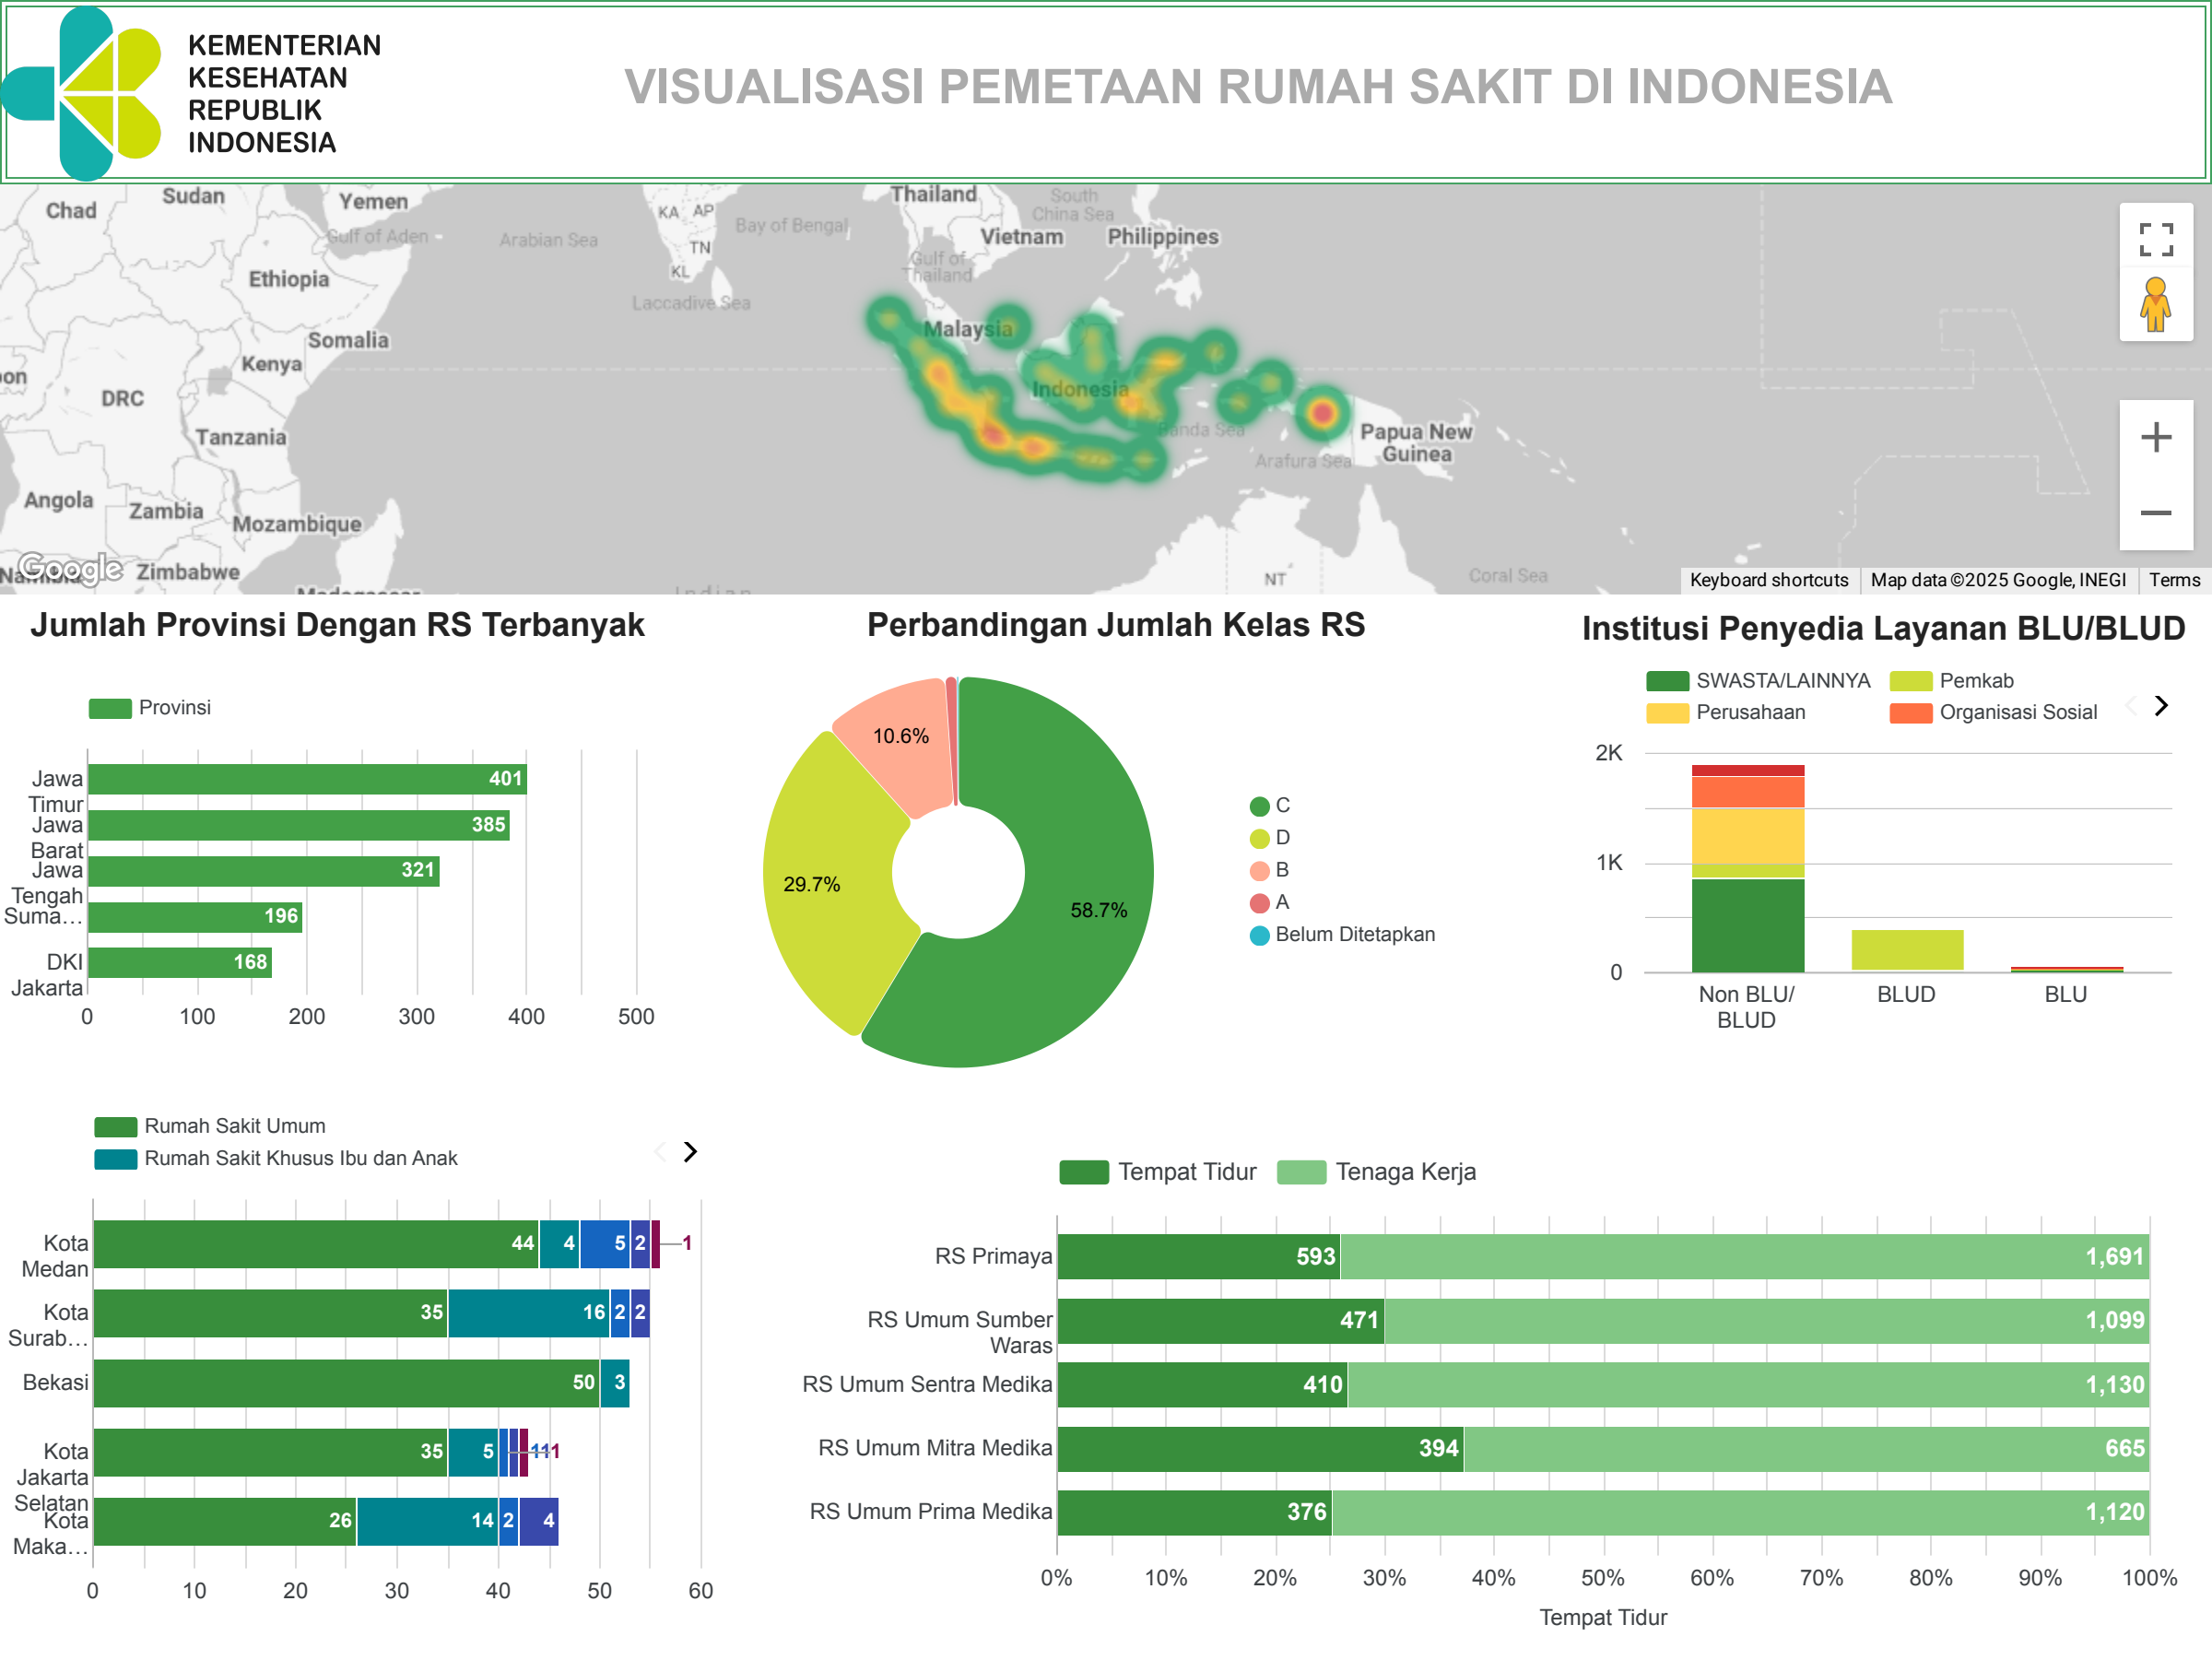 KEMENTERIAN
KESEHATAN
REPUBLIK
INDONESIA
VISUALISASI PEMETAAN RUMAH SAKIT DI INDONESIA
Chad
Sudan
Yemen
Gulf of Aden
Arabian Sea
KA
AP
TN
KL
Bay of Bengal
Laccadive Sea
Thailand
South
China Sea
Vietnam
Philippines
Gulf of
Thailand
Ethiopia
Somalia
Kenya
Malaysia
Indonesia
DRC
Tanzania
Banda Sea
Papua New
Guinea
Arafura Sea
Angola
Zambia
Mozambique
Google
Namibia
Zimbabwe
Madagascar
Indian
NT
Coral Sea
Keyboard shortcuts
Map data ©2025 Google, INEGI
Terms
Jumlah Provinsi Dengan RS Terbanyak
Provinsi
Jawa
Timur
401
Jawa
Barat
385
Jawa
Tengah
321
Suma…
196
DKI
Jakarta
168
0 100 200 300 400 500
Perbandingan Jumlah Kelas RS
10.6%
29.7%
58.7%
C
D
B
A
Belum Ditetapkan
Institusi Penyedia Layanan BLU/BLUD
SWASTA/LAINNYA
Pemkab
Perusahaan
Organisasi Sosial
2K
1K
0
Non BLU/
BLUD
BLUD
BLU
Rumah Sakit Umum
Rumah Sakit Khusus Ibu dan Anak
Kota
Medan
44 4 5 2 1
Kota
Surab…
35 16 2 2
Bekasi
50 3
Kota
Jakarta
Selatan
35 5 1 1 1
Kota
Maka…
26 14 2 4
0 10 20 30 40 50 60
Tempat Tidur
Tenaga Kerja
RS Primaya
593 1,691
RS Umum Sumber
Waras
471 1,099
RS Umum Sentra Medika
410 1,130
RS Umum Mitra Medika
394 665
RS Umum Prima Medika
376 1,120
0% 10% 20% 30% 40% 50% 60% 70% 80% 90% 100%
Tempat Tidur